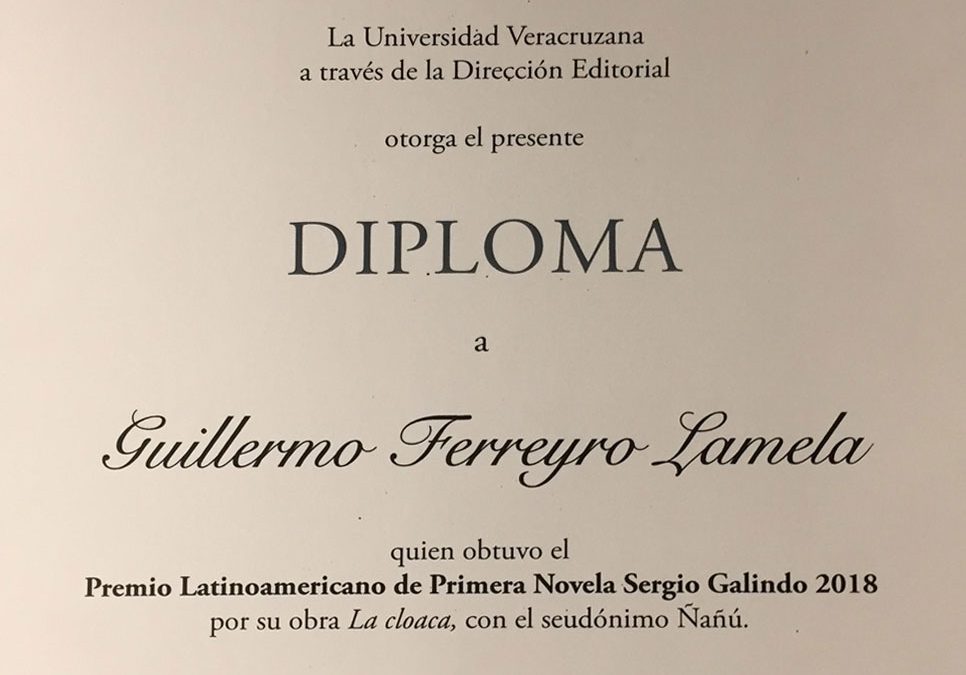 La Universidad Veracruzana
a través de la Dirección Editorial
otorga el presente
DIPLOMA
a
Guillermo Ferreyro Lamela
quien obtuvo el
Premio Latinoamericano de Primera Novela Sergio Galindo 2018
por su obra La cloaca, con el seudónimo Ñañú.